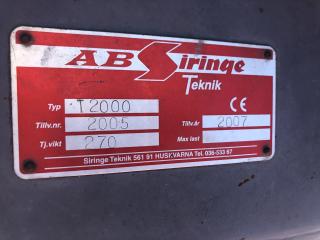 AB Siringe
Teknik
Typ T2000 CE
Tillv.nr. 2005 Tillv.år 2007
Tj.vikt 270 Max last
Siringe Teknik 561 91 HUSKVARNA Tel. 036-533 67